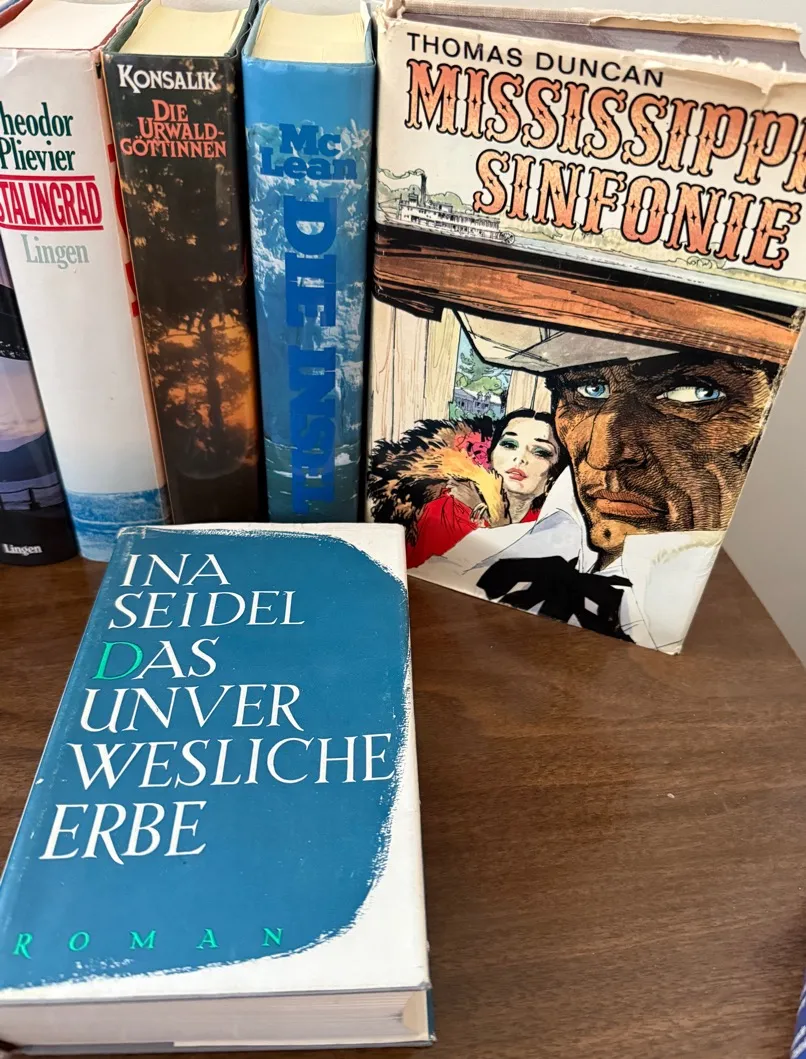 heodor
Plievier
STALINGRAD
Lingen
Lingen
KONSALIK
DIE
URWALD-
GÖTTINNEN
Mc
Lean
DIE INSEL
THOMAS DUNCAN
MISSISSIPPI
SINFONIE
INA
SEIDEL
DAS
UNVER
WESLICHE
ERBE
ROMAN